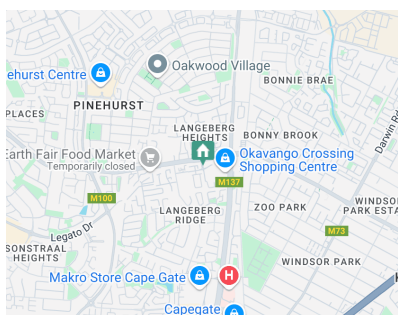 Oakwood Village
ehurst Centre
BONNIE BRAE
PINEHURST
PLACES
Darwin Rd
LANGEBERG
HEIGHTS
BONNY BROOK
Earth Fair Food Market
Temporarily closed
Okavango Crossing
Shopping Centre
M137
M100
LANGEBERG
RIDGE
ZOO PARK
WINDSO
PARK ESTA
Legato Dr
M73
SONSTRAAL
HEIGHTS
WINDSOR PARK
Makro Store Cape Gate
H
Capegate